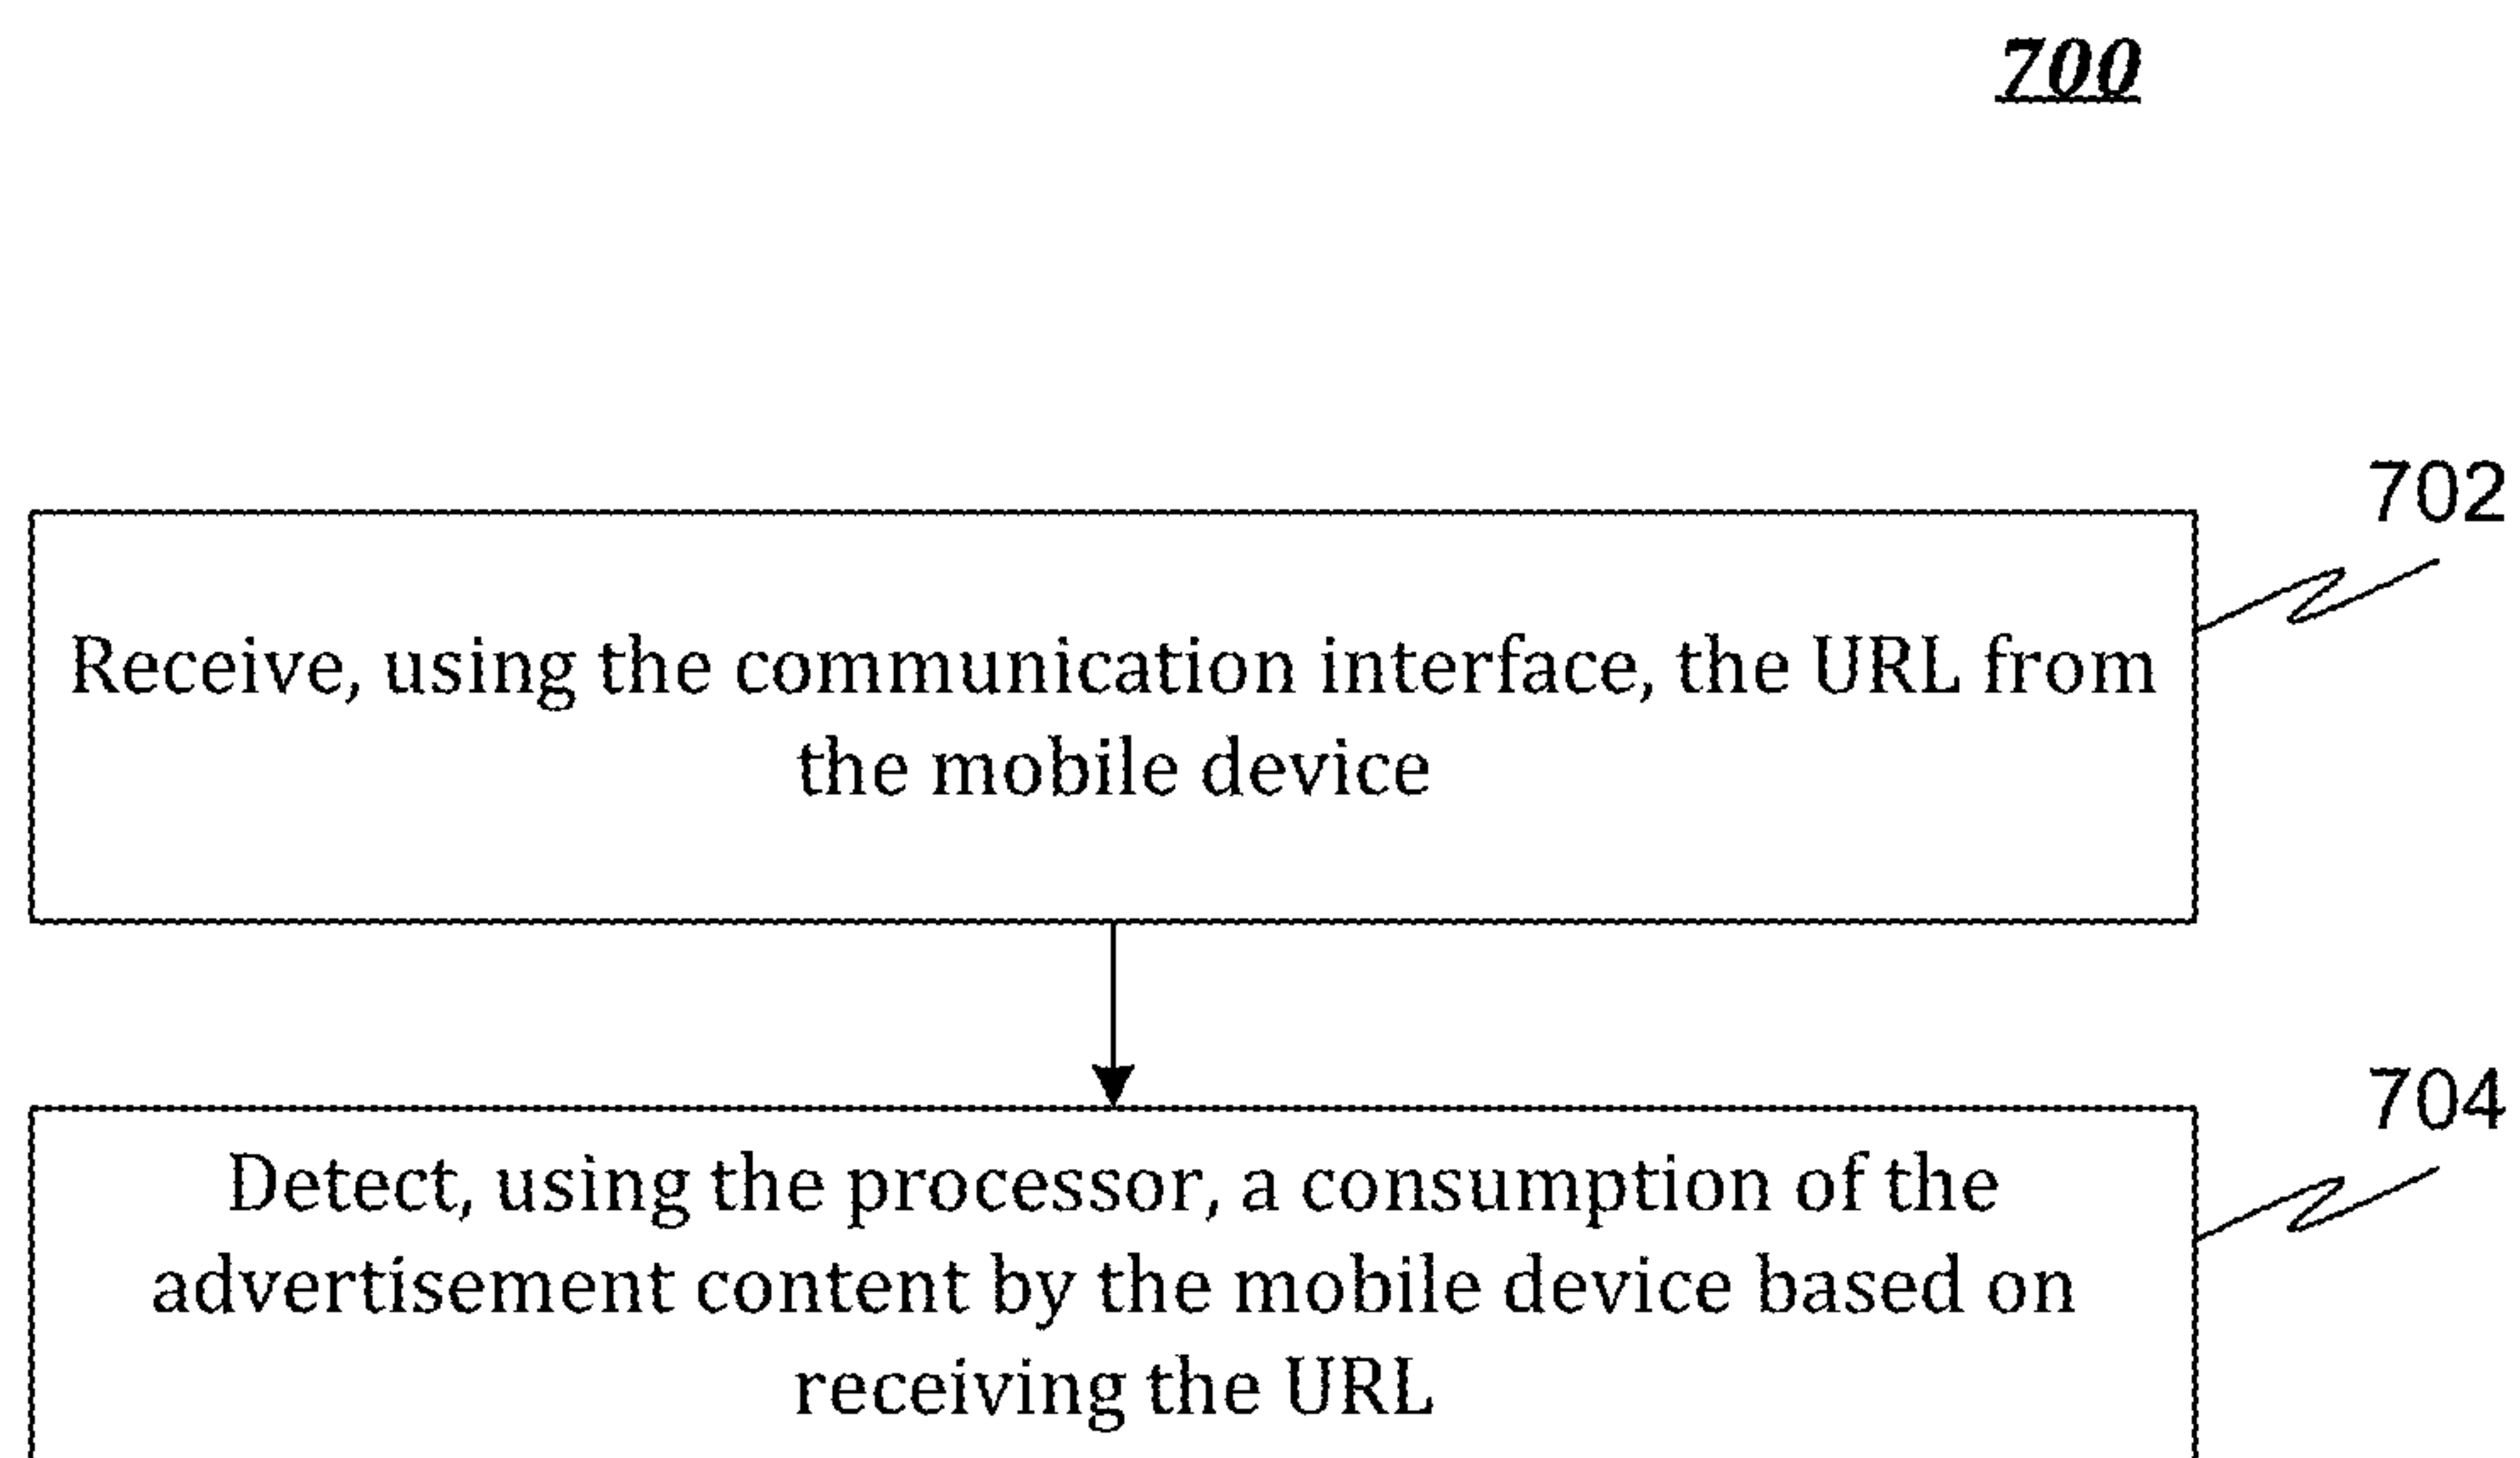 700
702
Receive, using the communication interface, the URL from
the mobile device
704
Detect, using the processor, a consumption of the
advertisement content by the mobile device based on
receiving the URL